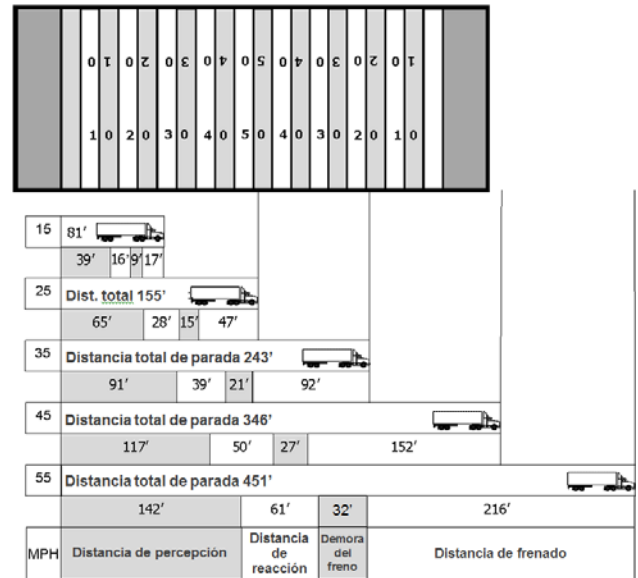 1 0 2 0 3 0 4 0 5 0 4 0 3 0 2 0 1 0
1 0 2 0 3 0 4 0 5 0 4 0 3 0 2 0 1 0
15 81′
39′ 16′ 9′ 17′
25 Dist. total 155’
65′ 28′ 15′ 47′
35 Distancia total de parada 243’
91′ 39′ 21′ 92′
45 Distancia total de parada 346’
117′ 50′ 27′ 152′
55 Distancia total de parada 451’
142′ 61′ 32’ 216′
MPH Distancia de percepción Distancia de reacción Demora del freno Distancia de frenado